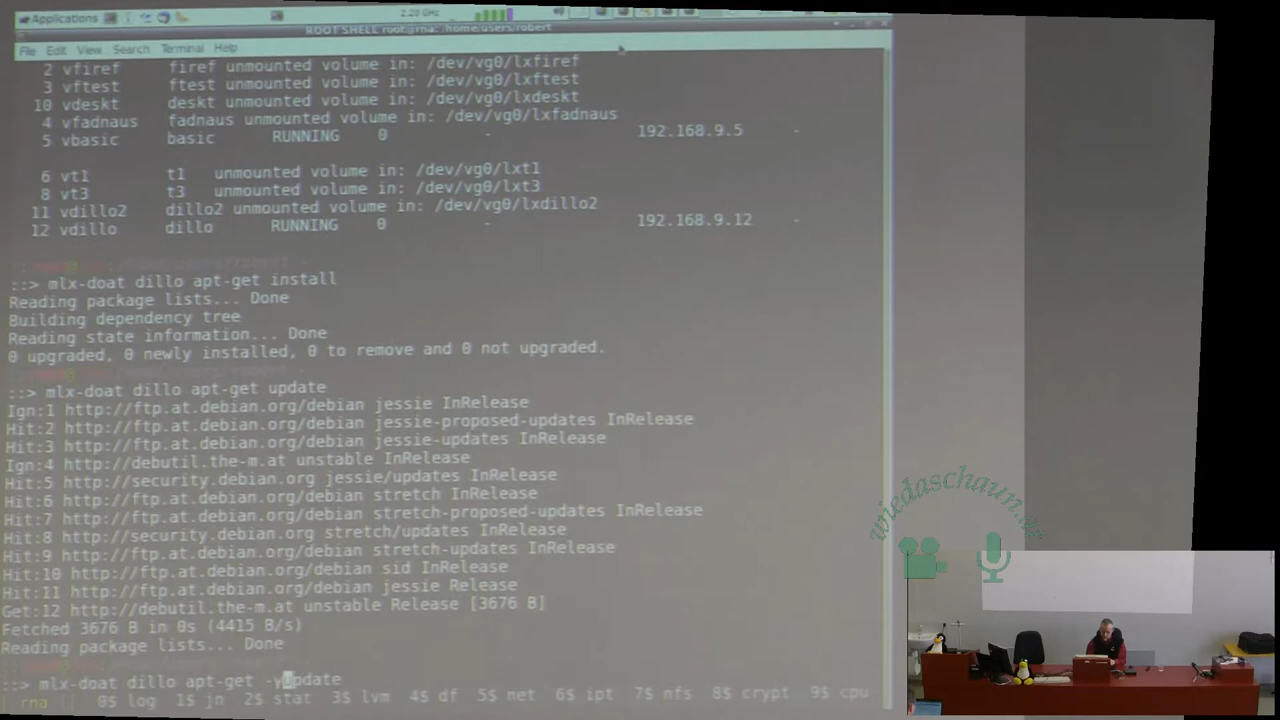 Applications
2.20 GHz
ROOT SHELL root@rna: /home/users/robert
File Edit View Search Terminal Help
2 vfiref firef unmounted volume in: /dev/vg0/lxfiref
3 vftest ftest unmounted volume in: /dev/vg0/lxftest
10 vdeskt deskt unmounted volume in: /dev/vg0/lxdeskt
4 vfadnaus fadnaus unmounted volume in: /dev/vg0/lxfadnaus
5 vbasic basic RUNNING 0 - 192.168.9.5 -
6 vt1 t1 unmounted volume in: /dev/vg0/lxt1
8 vt3 t3 unmounted volume in: /dev/vg0/lxt3
11 vdillo2 dillo2 unmounted volume in: /dev/vg0/lxdillo2
12 vdillo dillo RUNNING 0 - 192.168.9.12 -
::> mlx-doat dillo apt-get install
Reading package lists... Done
Building dependency tree
Reading state information... Done
0 upgraded, 0 newly installed, 0 to remove and 0 not upgraded.
::> mlx-doat dillo apt-get update
Ign:1 http://ftp.at.debian.org/debian jessie InRelease
Hit:2 http://ftp.at.debian.org/debian jessie-proposed-updates InRelease
Hit:3 http://ftp.at.debian.org/debian jessie-updates InRelease
Ign:4 http://debutil.the-m.at unstable InRelease
Hit:5 http://security.debian.org jessie/updates InRelease
Hit:6 http://ftp.at.debian.org/debian stretch InRelease
Hit:7 http://ftp.at.debian.org/debian stretch-proposed-updates InRelease
Hit:8 http://security.debian.org stretch/updates InRelease
Hit:9 http://ftp.at.debian.org/debian stretch-updates InRelease
Hit:10 http://ftp.at.debian.org/debian sid InRelease
Hit:11 http://ftp.at.debian.org/debian jessie Release
Get:12 http://debutil.the-m.at unstable Release [3676 B]
Fetched 3676 B in 0s (4415 B/s)
Reading package lists... Done
::> mlx-doat dillo apt-get -yupdate
[ rna [] 0$ log 1$ jn 2$ stat 3$ lvm 4$ df 5$ net 6$ ipt 7$ nfs 8$ crypt 9$ cpu